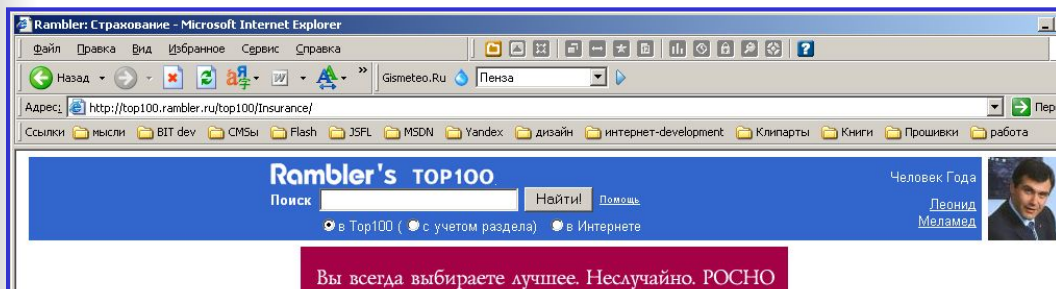 Rambler: Страхование - Microsoft Internet Explorer
Файл Правка Вид Избранное Сервис Справка
Назад Gismeteo.Ru Пенза
Адрес: http://top100.rambler.ru/top100/Insurance/ Пер
Ссылки мысли BIT dev CMSы Flash JSFL MSDN Yandex дизайн интернет-development Клипарты Книги Прошивки работа
Rambler's TOP100
Человек Года
Поиск Найти! Помощь
Леонид
Меламед
в Top100 ( с учетом раздела) в Интернете
Вы всегда выбираете лучшее. Неслучайно. РОСНО